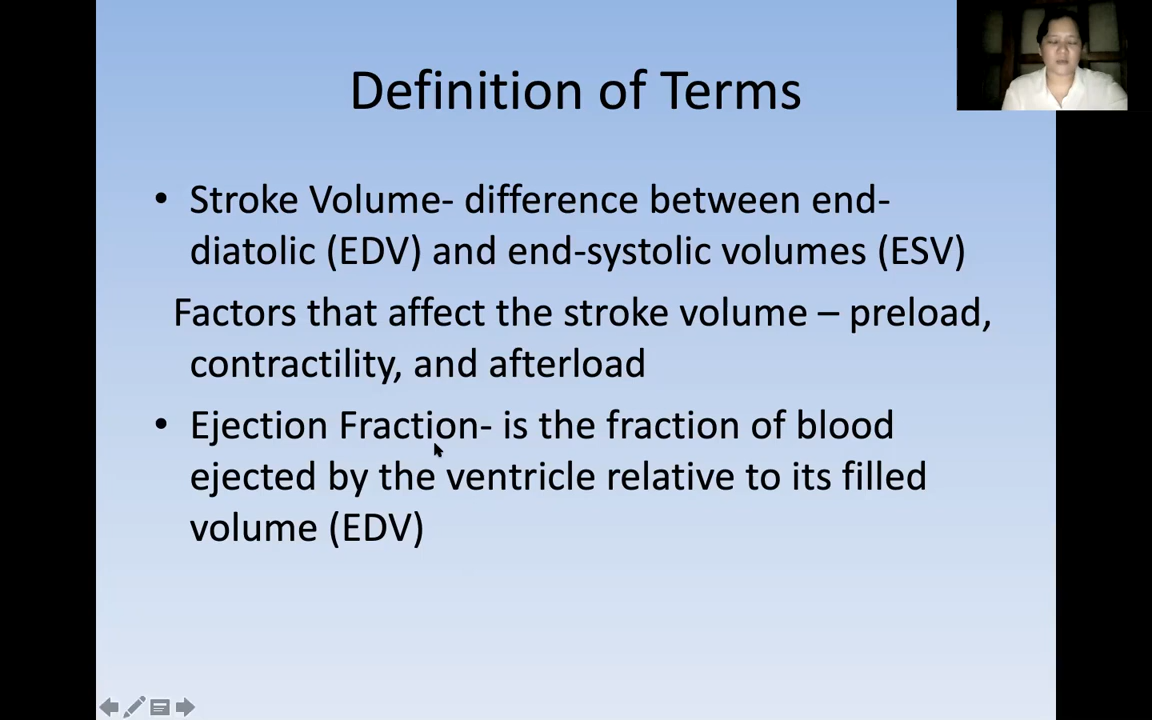 Definition of Terms
• Stroke Volume- difference between end-
diatolic (EDV) and end-systolic volumes (ESV)
Factors that affect the stroke volume – preload,
contractility, and afterload
• Ejection Fraction- is the fraction of blood
ejected by the ventricle relative to its filled
volume (EDV)